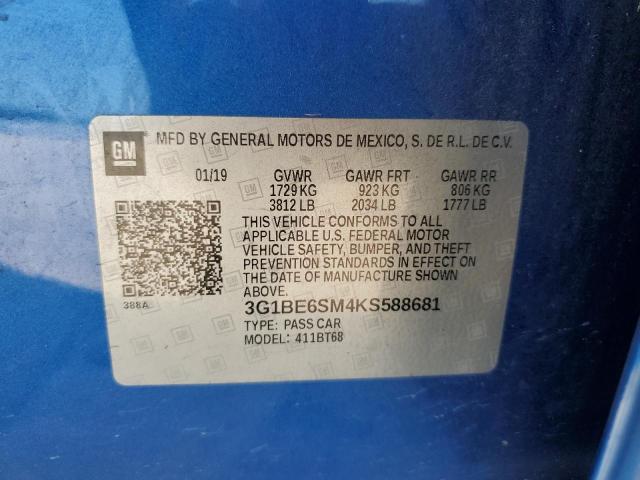 GM
MFD BY GENERAL MOTORS DE MEXICO, S. DE R.L. DE C.V.
01/19 GVWR GAWR FRT GAWR RR
1729 KG 923 KG 806 KG
3812 LB 2034 LB 1777 LB
THIS VEHICLE CONFORMS TO ALL
APPLICABLE U.S. FEDERAL MOTOR
VEHICLE SAFETY, BUMPER, AND THEFT
PREVENTION STANDARDS IN EFFECT ON
THE DATE OF MANUFACTURE SHOWN
ABOVE.
388A
3G1BE6SM4KS588681
TYPE: PASS CAR
MODEL: 411BT68